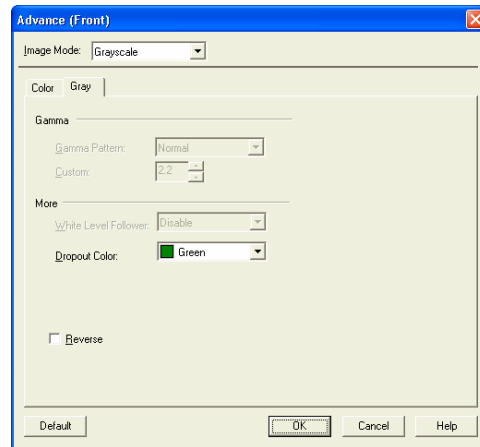 Advance (Front)
Image Mode: Grayscale
Color Gray
Gamma
Gamma Pattern: Normal
Custom: 2.2
More
White Level Follower: Disable
Dropout Color: Green
Reverse
Default OK Cancel Help